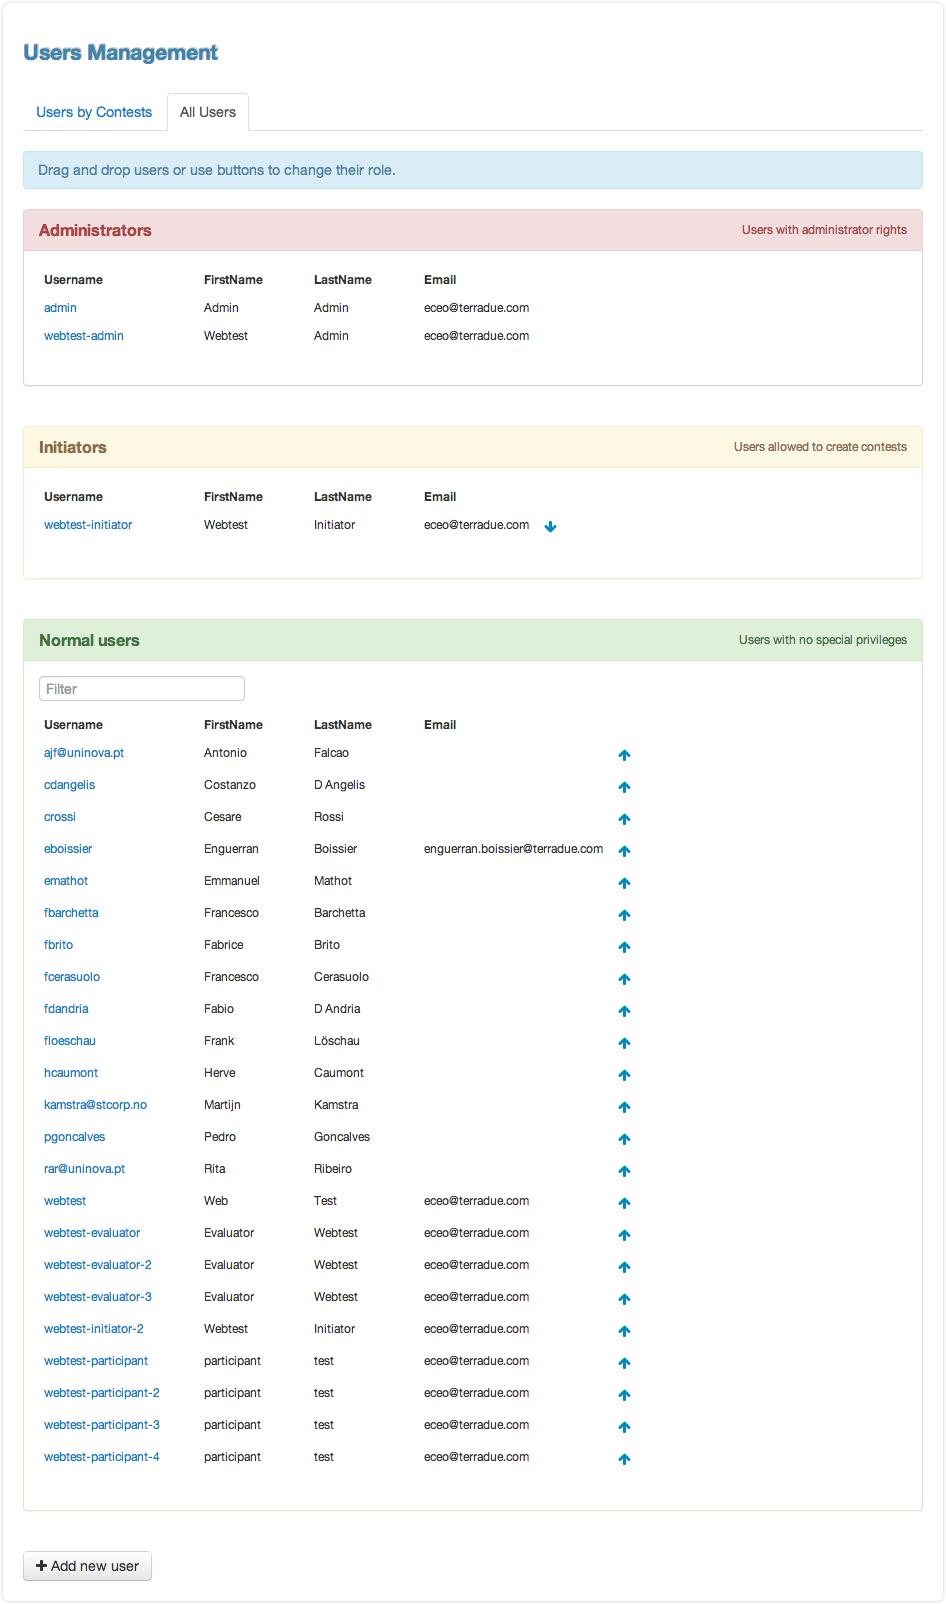 Users Management
Users by Contests All Users
Drag and drop users or use buttons to change their role.
Administrators Users with administrator rights
Username FirstName LastName Email
admin Admin Admin eceo@terradue.com
webtest-admin Webtest Admin eceo@terradue.com
Initiators Users allowed to create contests
Username FirstName LastName Email
webtest-initiator Webtest Initiator eceo@terradue.com
Normal users Users with no special privileges
Filter
Username FirstName LastName Email
ajf@uninova.pt Antonio Falcao
cdangelis Costanzo D Angelis
crossi Cesare Rossi
eboissier Enguerran Boissier enguerran.boissier@terradue.com
emathot Emmanuel Mathot
fbarchetta Francesco Barchetta
fbrito Fabrice Brito
fcerasuolo Francesco Cerasuolo
fdandria Fabio D Andria
floeschau Frank Löschau
hcaumont Herve Caumont
kamstra@stcorp.no Martijn Kamstra
pgoncalves Pedro Goncalves
rar@uninova.pt Rita Ribeiro
webtest Web Test eceo@terradue.com
webtest-evaluator Evaluator Webtest eceo@terradue.com
webtest-evaluator-2 Evaluator Webtest eceo@terradue.com
webtest-evaluator-3 Evaluator Webtest eceo@terradue.com
webtest-initiator-2 Webtest Initiator eceo@terradue.com
webtest-participant participant test eceo@terradue.com
webtest-participant-2 participant test eceo@terradue.com
webtest-participant-3 participant test eceo@terradue.com
webtest-participant-4 participant test eceo@terradue.com
Add new user